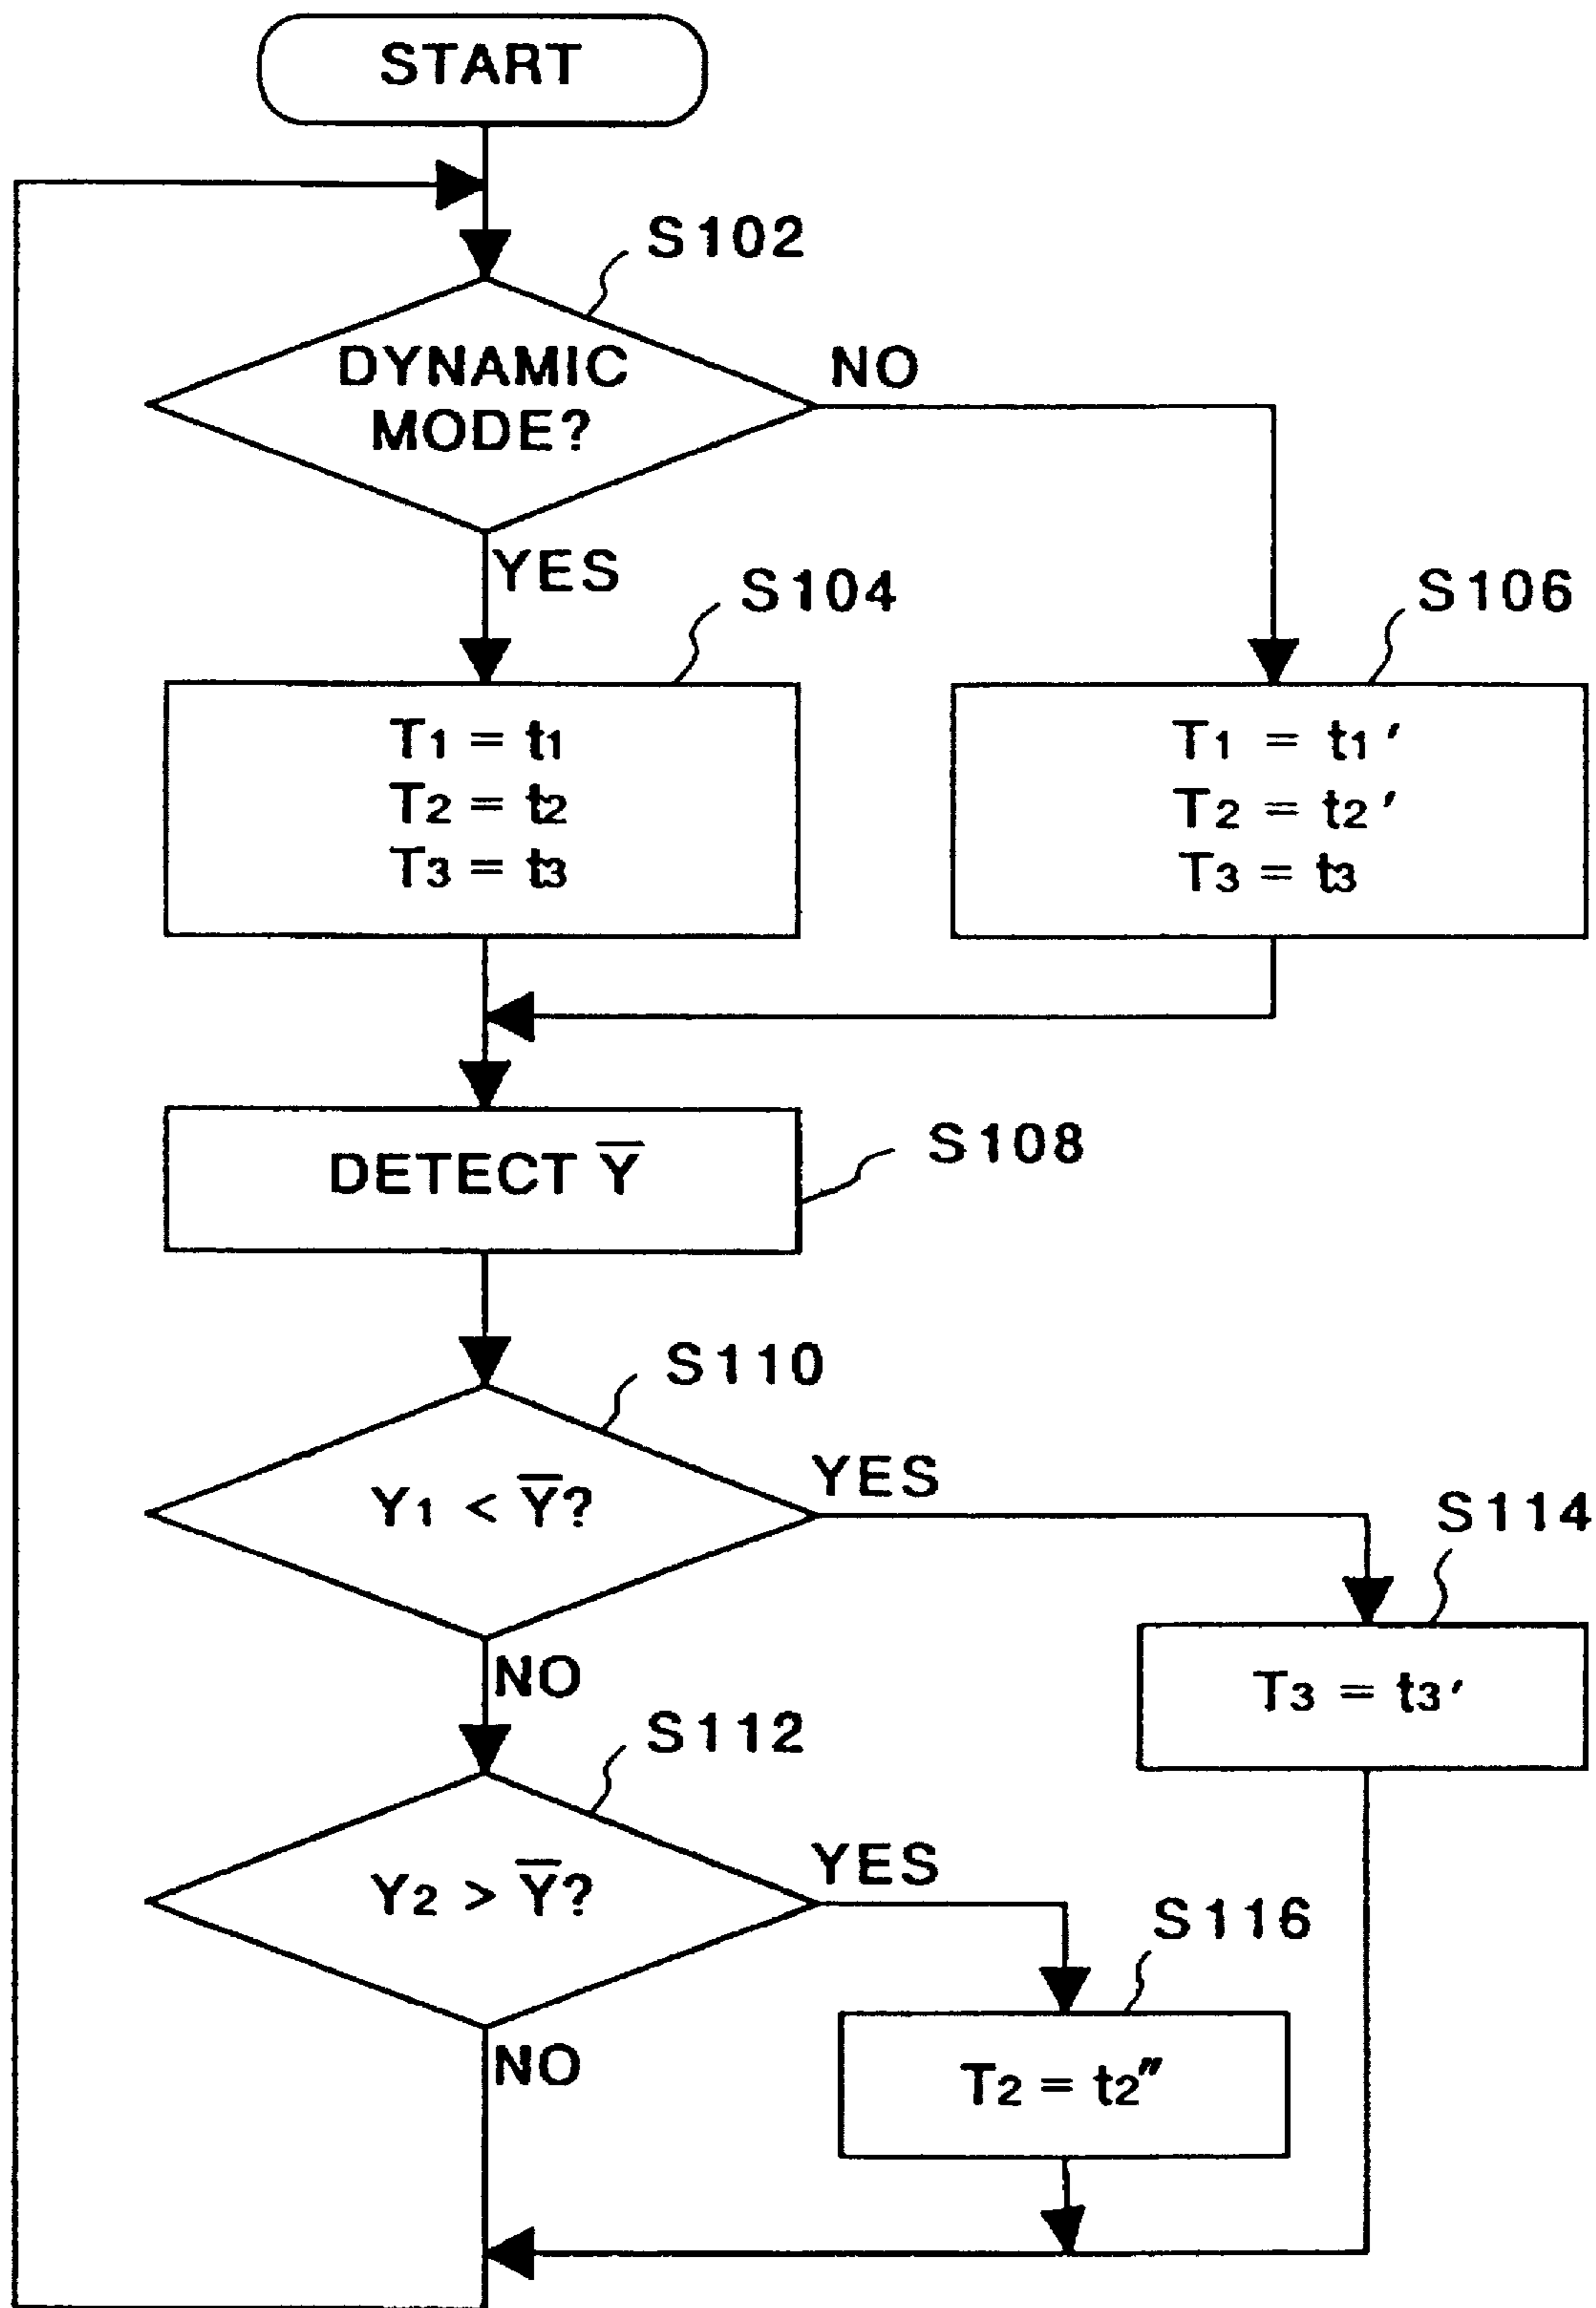 START
S102
DYNAMIC
MODE?
NO
YES
S104
S106
T1 = t1
T2 = t2
T3 = t3
T1 = t1′
T2 = t2′
T3 = t3
DETECT Y̅
S108
S110
Y1 < Y̅?
YES
S114
NO
T3 = t3′
S112
Y2 > Y̅?
YES
S116
NO
T2 = t2″